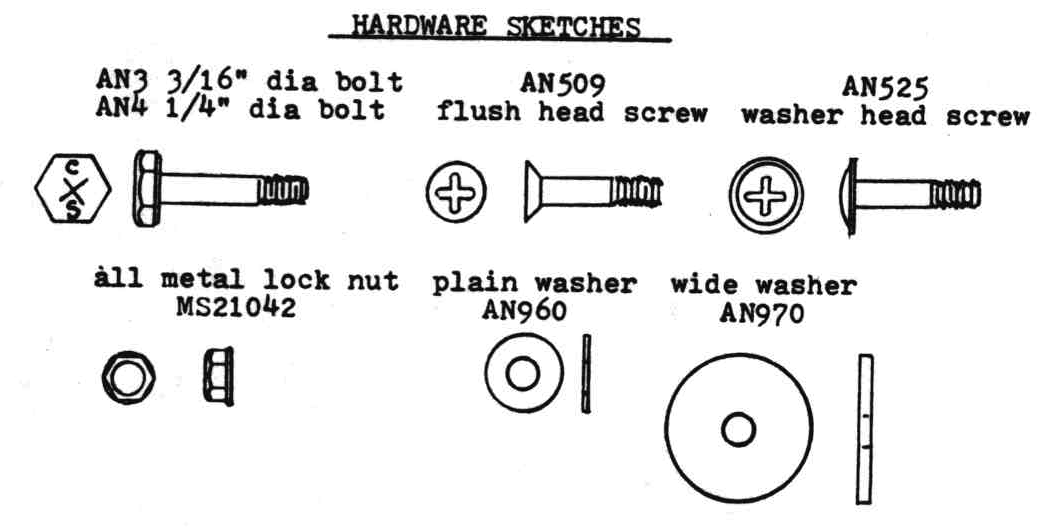 HARDWARE SKETCHES
AN3 3/16" dia bolt
AN4 1/4" dia bolt
AN509
flush head screw
AN525
washer head screw
C
X
S
all metal lock nut
MS21042
plain washer
AN960
wide washer
AN970